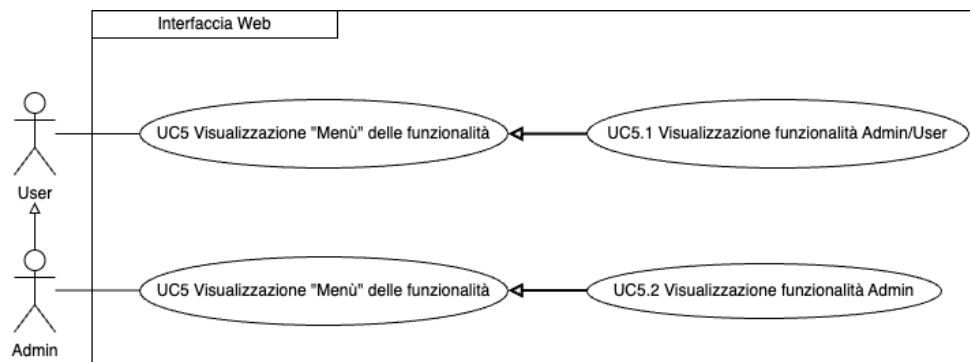 Interfaccia Web
UC5 Visualizzazione "Menù" delle funzionalità
UC5.1 Visualizzazione funzionalità Admin/User
User
UC5 Visualizzazione "Menù" delle funzionalità
UC5.2 Visualizzazione funzionalità Admin
Admin